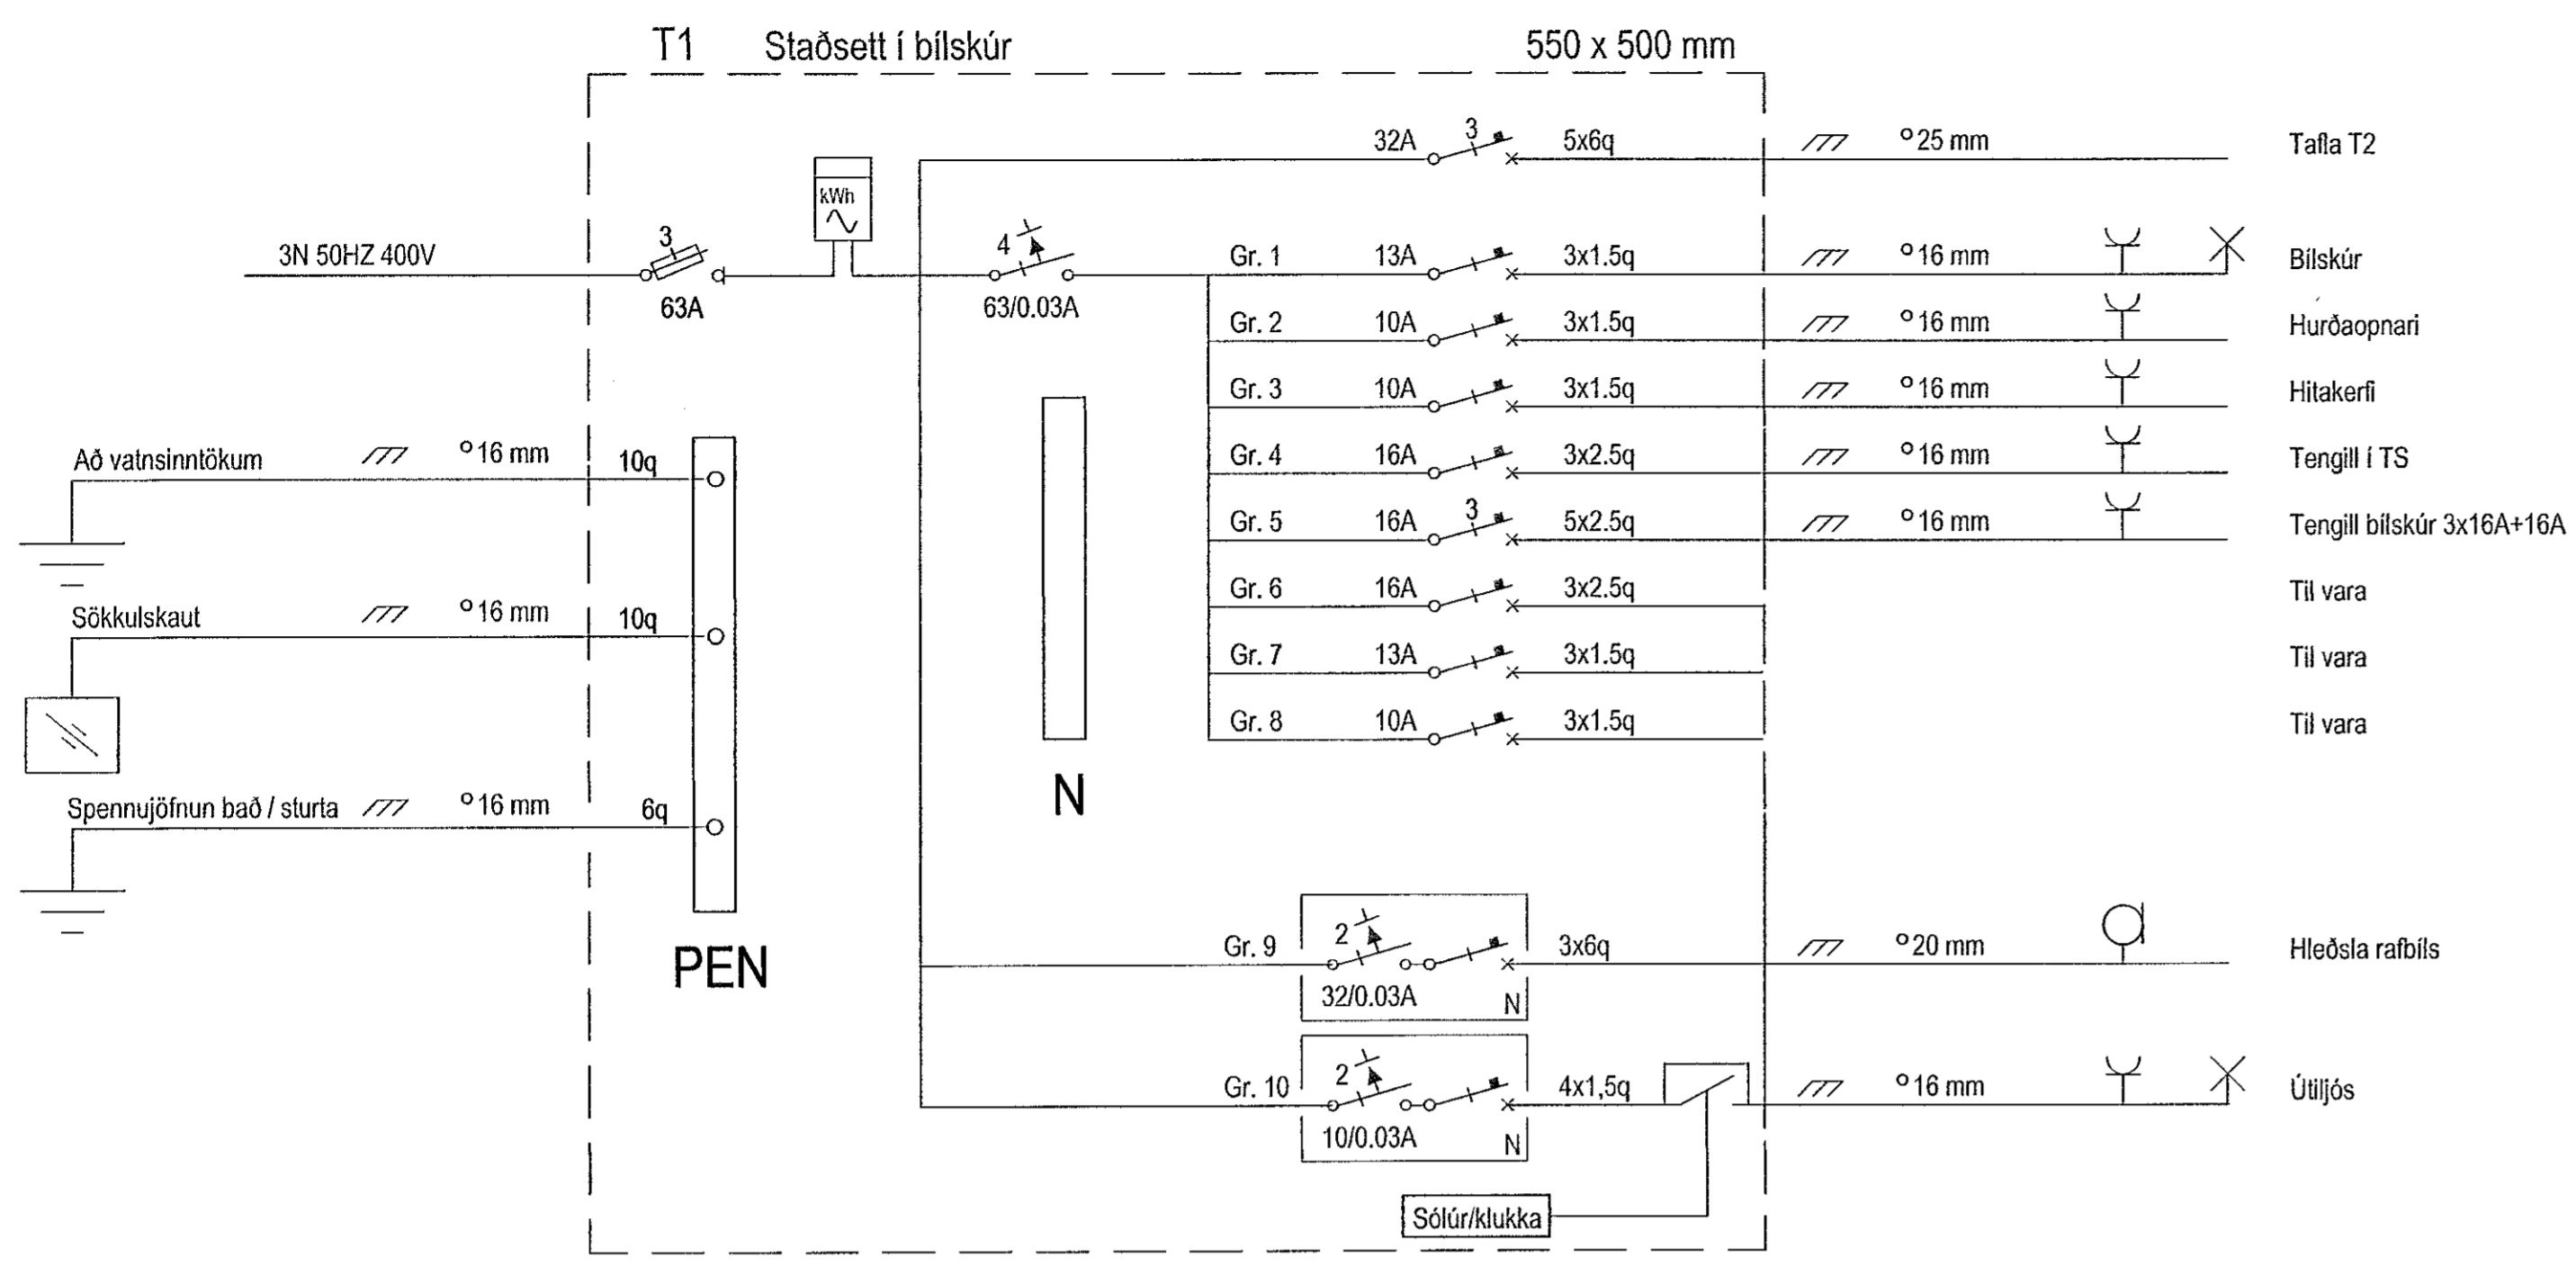 T1 Staðsett í bílskúr 550 x 500 mm
32A 3 5x6q °25 mm Tafla T2
kWh
3N 50HZ 400V 3 63A
4 63/0.03A
Gr. 1 13A 3x1.5q °16 mm Bílskúr
Gr. 2 10A 3x1.5q °16 mm Hurðaopnari
Gr. 3 10A 3x1.5q °16 mm Hitakerfi
Gr. 4 16A 3x2.5q °16 mm Tengill í TS
Gr. 5 16A 3 5x2.5q °16 mm Tengill bílskúr 3x16A+16A
Gr. 6 16A 3x2.5q Til vara
Gr. 7 13A 3x1.5q Til vara
Gr. 8 10A 3x1.5q Til vara
Að vatnsinntökum °16 mm 10q
Sökkulskaut °16 mm 10q
Spennujöfnun bað / sturta °16 mm 6q
PEN
N
Gr. 9 2 3x6q °20 mm Hleðsla rafbíls
32/0.03A N
Gr. 10 2 4x1,5q °16 mm Útiljós
10/0.03A N
Sólúr/klukka